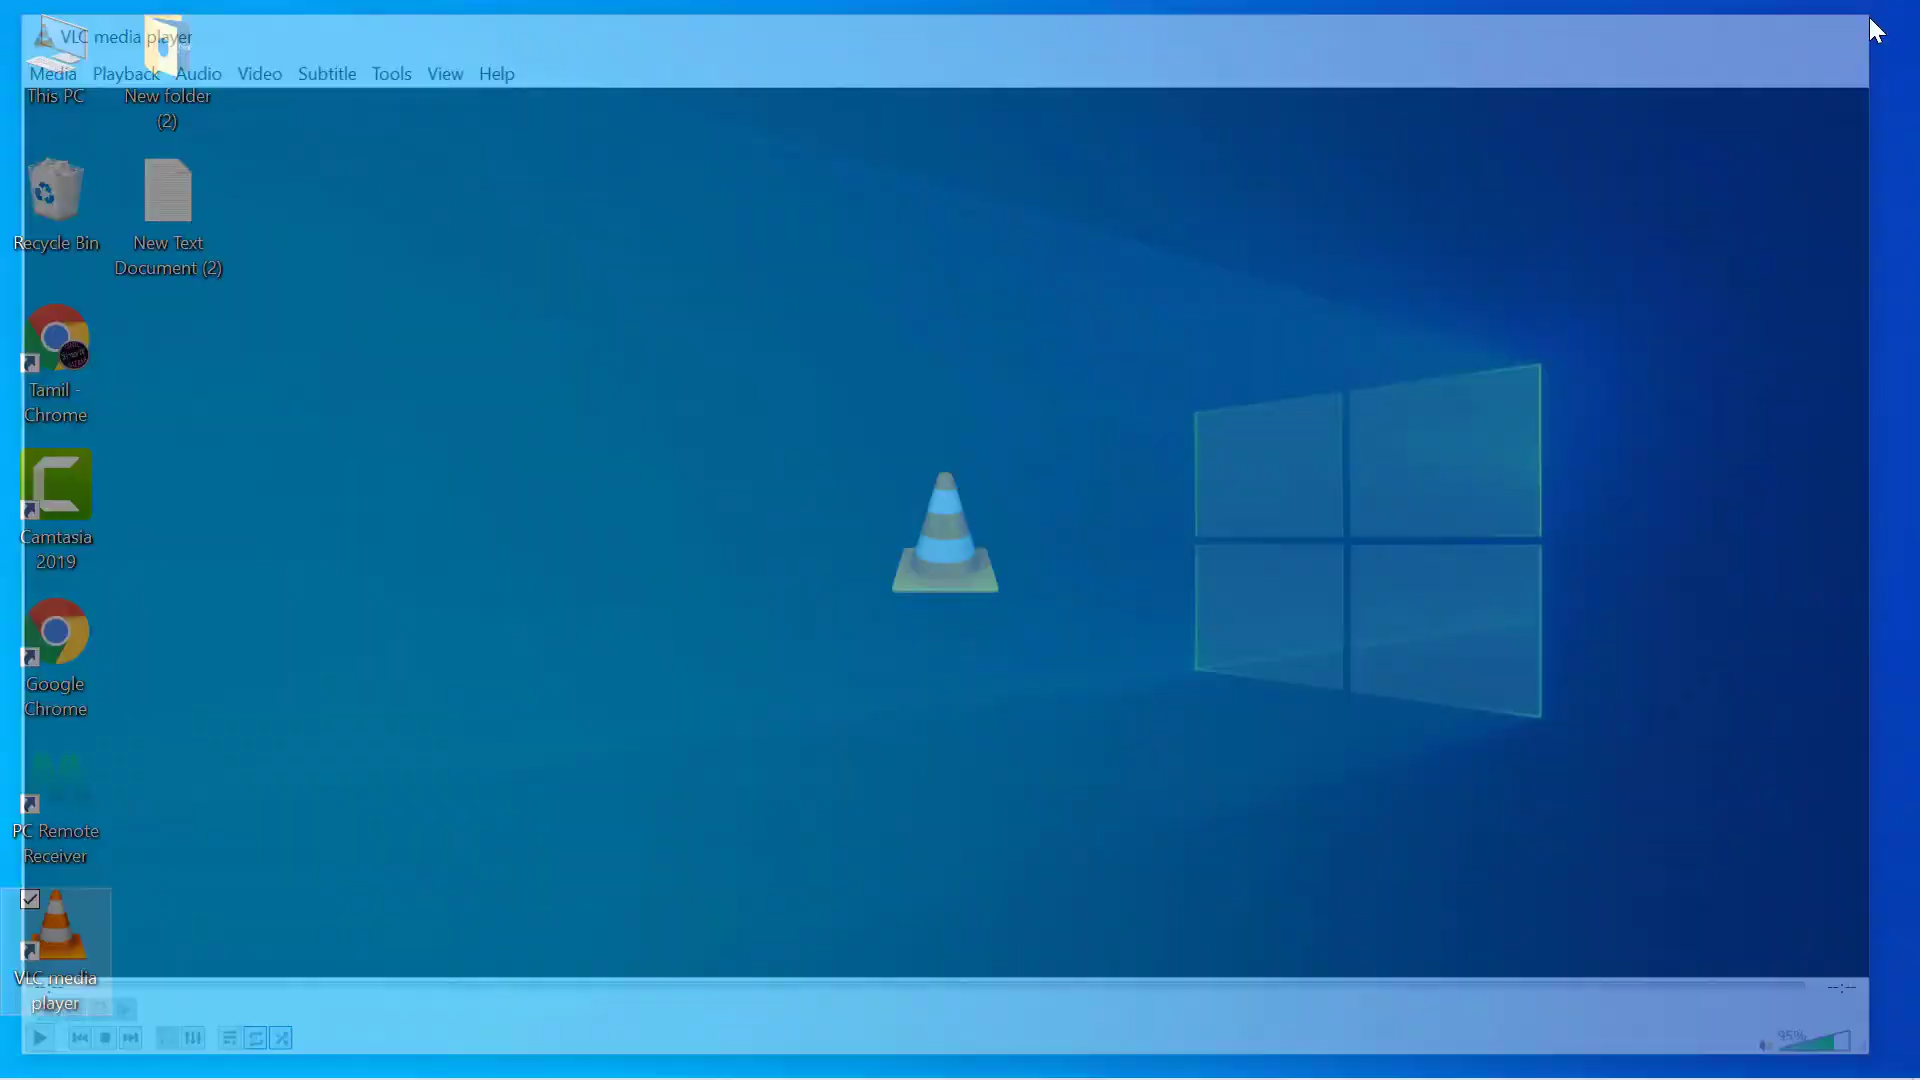 VLC media player
Media Playback Audio Video Subtitle Tools View Help
This PC
New folder
(2)
Recycle Bin
New Text
Document (2)
Tamil -
Chrome
Camtasia
2019
Google
Chrome
PC Remote
Receiver
VLC media
player
--:--
95%